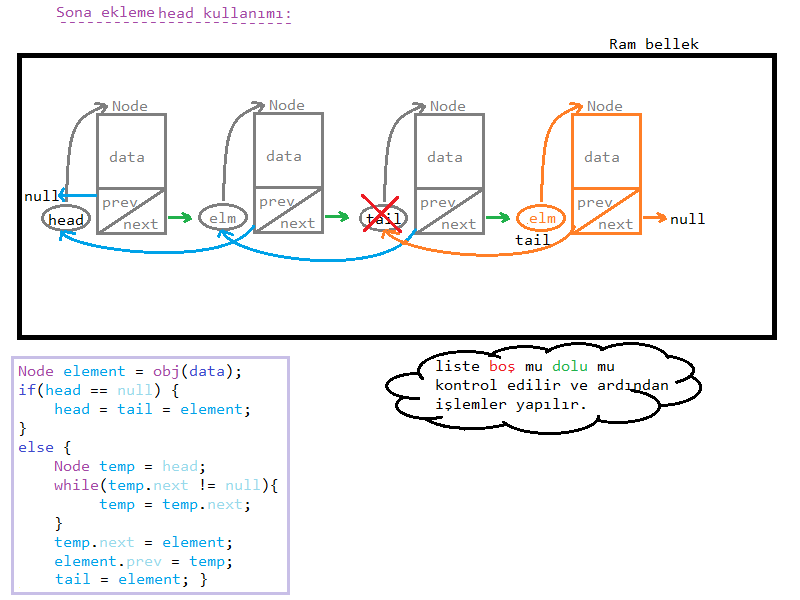 Sona ekleme head kullanımı:
Ram bellek
Node Node Node Node
data data data data
null prev prev prev prev
head next elm next tail next elm next null
tail
liste boş mu dolu mu
kontrol edilir ve ardından
işlemler yapılır.
Node element = obj(data);
if(head == null) {
head = tail = element;
}
else {
Node temp = head;
while(temp.next != null){
temp = temp.next;
}
temp.next = element;
element.prev = temp;
tail = element; }